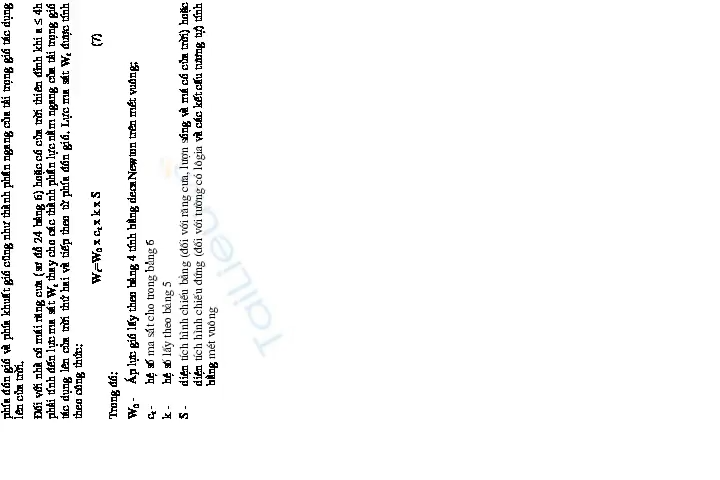 phía đón gió và phía khuất gió cũng như thành phần ngang của tải trọng gió tác dụng
lên cửa trời.
Đối với nhà có mái răng cưa (sơ đồ 24 bảng 6) hoặc có cửa trời thiên đỉnh khi a ≤ 4h
phải tính đến lực ma sát Wf thay cho các thành phần lực nằm ngang của tải trọng gió
tác dụng lên cửa trời thứ hai và tiếp theo từ phía đón gió. Lực ma sát Wf được tính
theo công thức:
Wf=W0 x cf x k x S (7)
Trong đó:
W0 - Áp lực gió lấy theo bảng 4 tính bằng decaNewton trên mét vuông;
cf - hệ số ma sát cho trong bảng 6
k - hệ số lấy theo bảng 5
S - diện tích hình chiếu bằng (đối với răng cưa, lượn sóng và mái có cửa trời) hoặc
diện tích hình chiếu đứng (đối với tường có lôgia và các kết cấu tương tự) tính
bằng mét vuông
TaiLieu